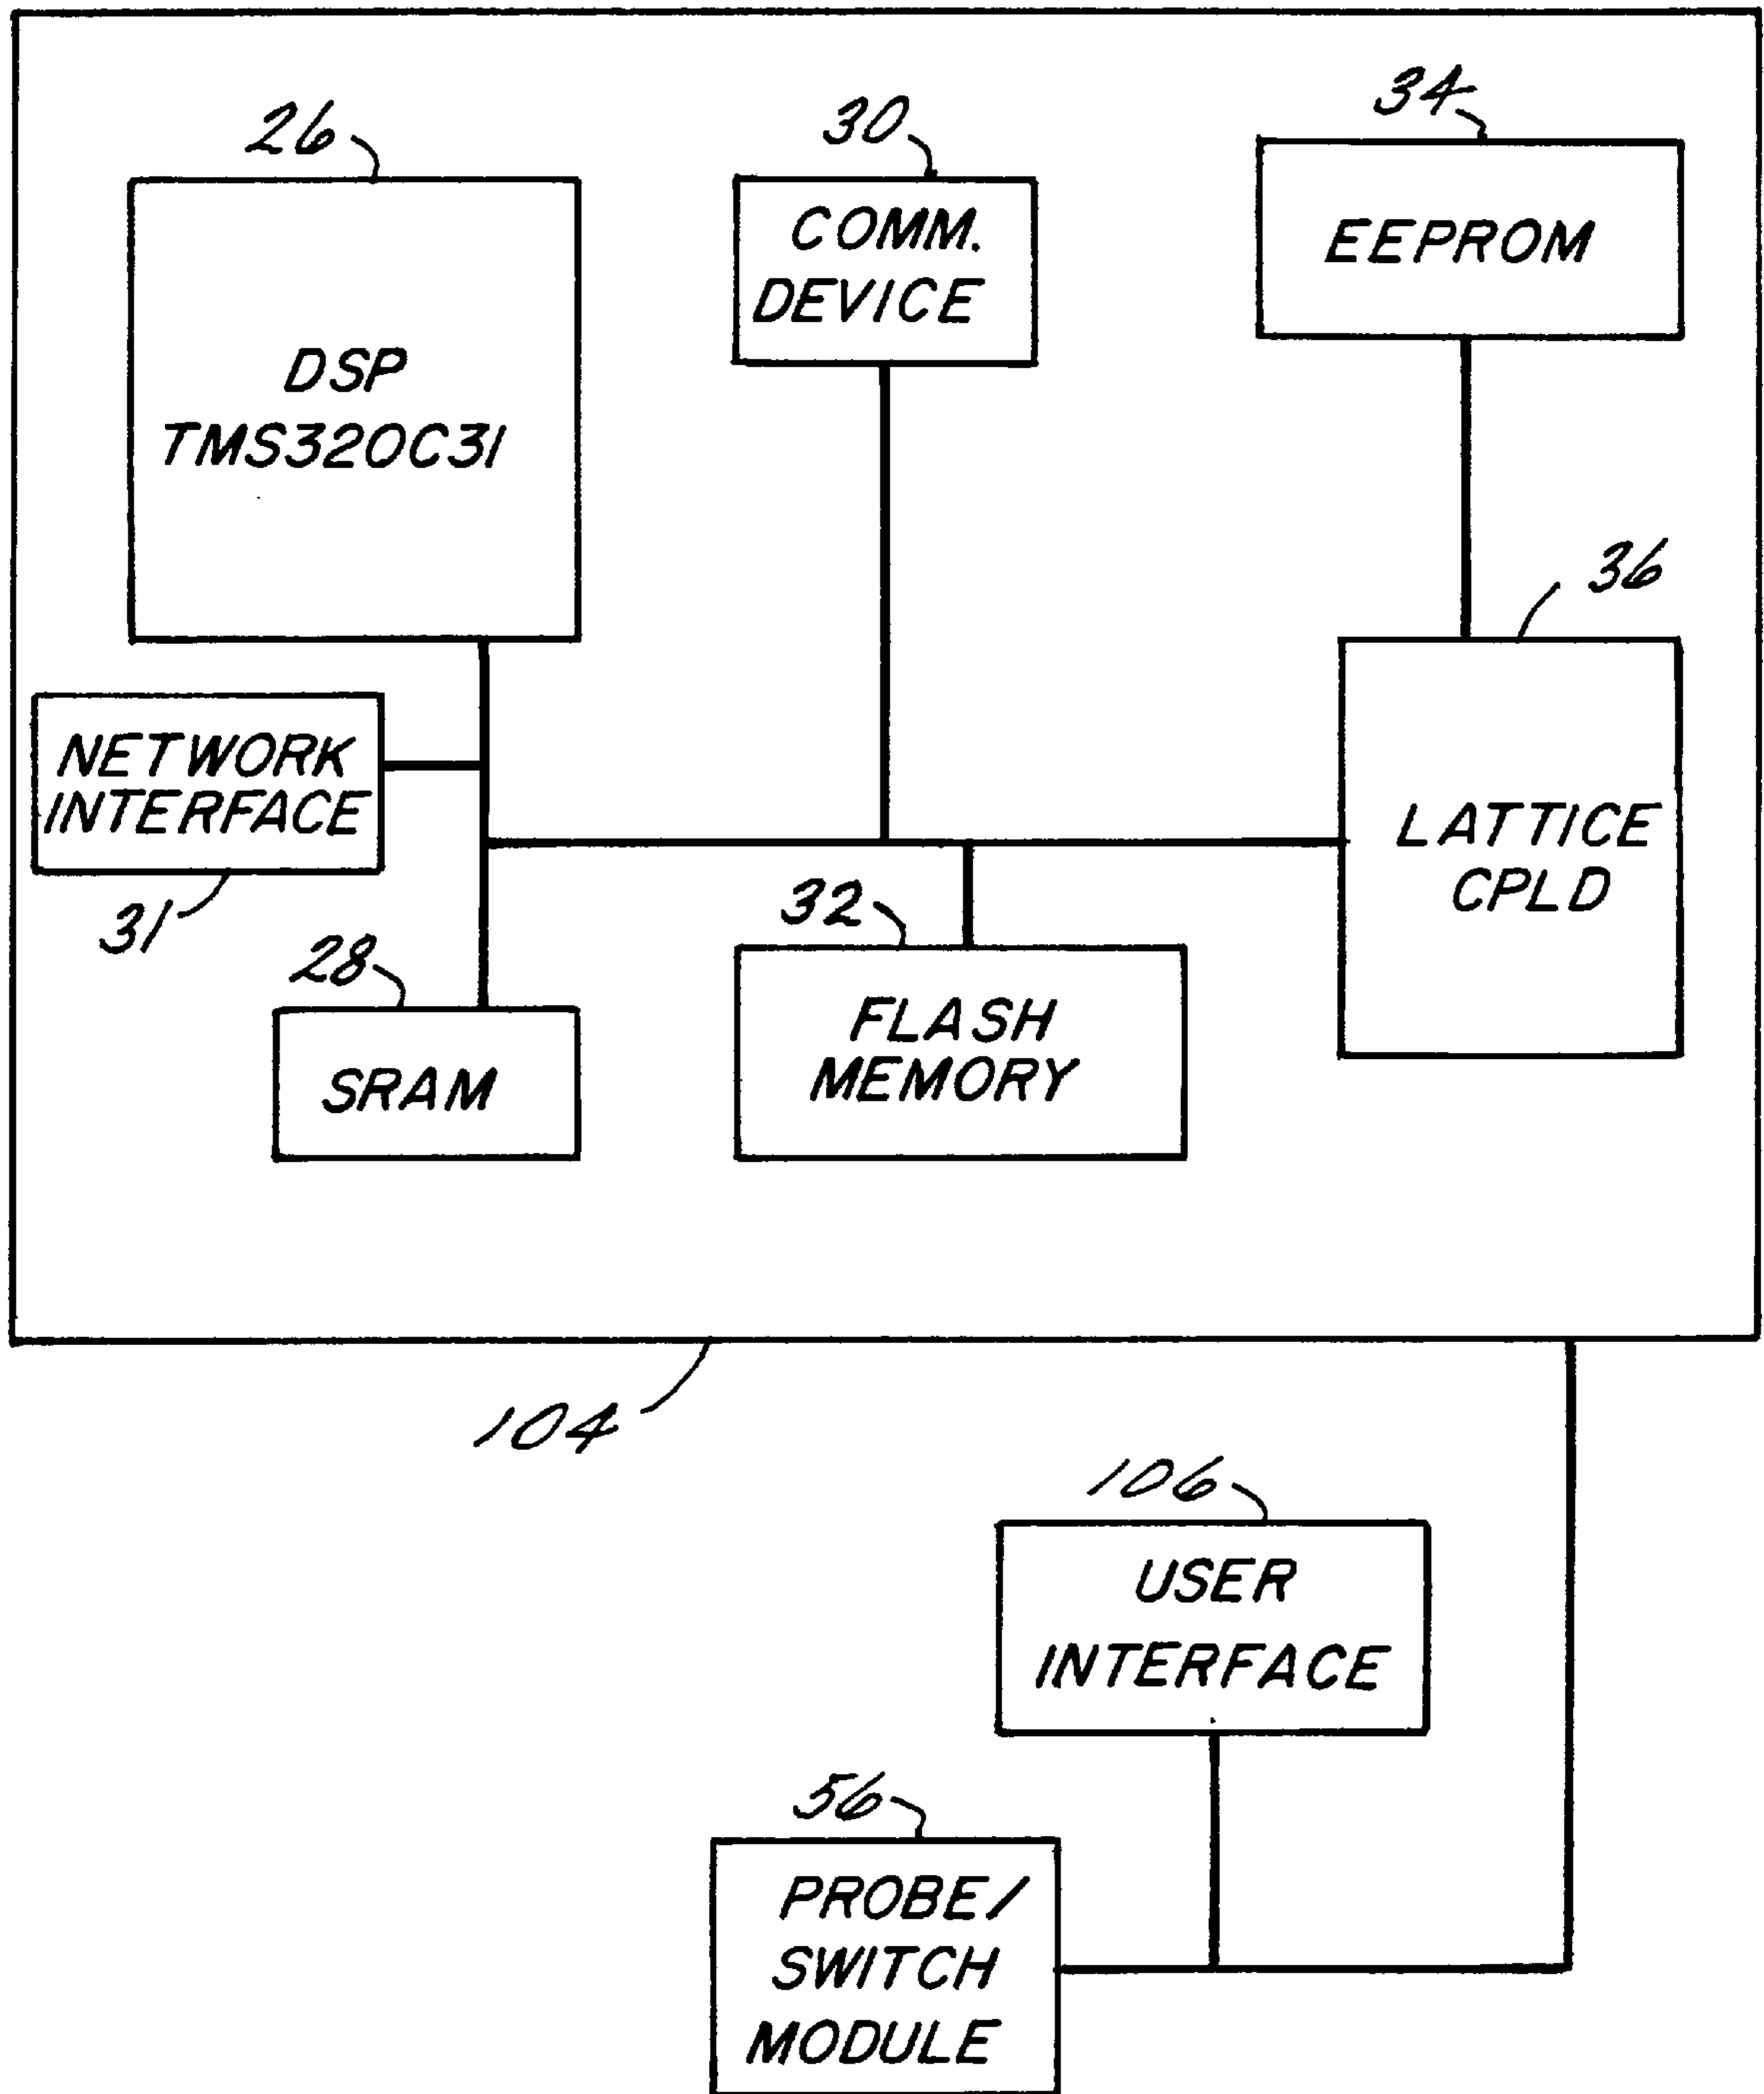 26
DSP
TMS320C31
30
COMM.
DEVICE
34
EEPROM
36
LATTICE
CPLD
NETWORK
INTERFACE
31
28
SRAM
32
FLASH
MEMORY
104
106
USER
INTERFACE
56
PROBE/
SWITCH
MODULE